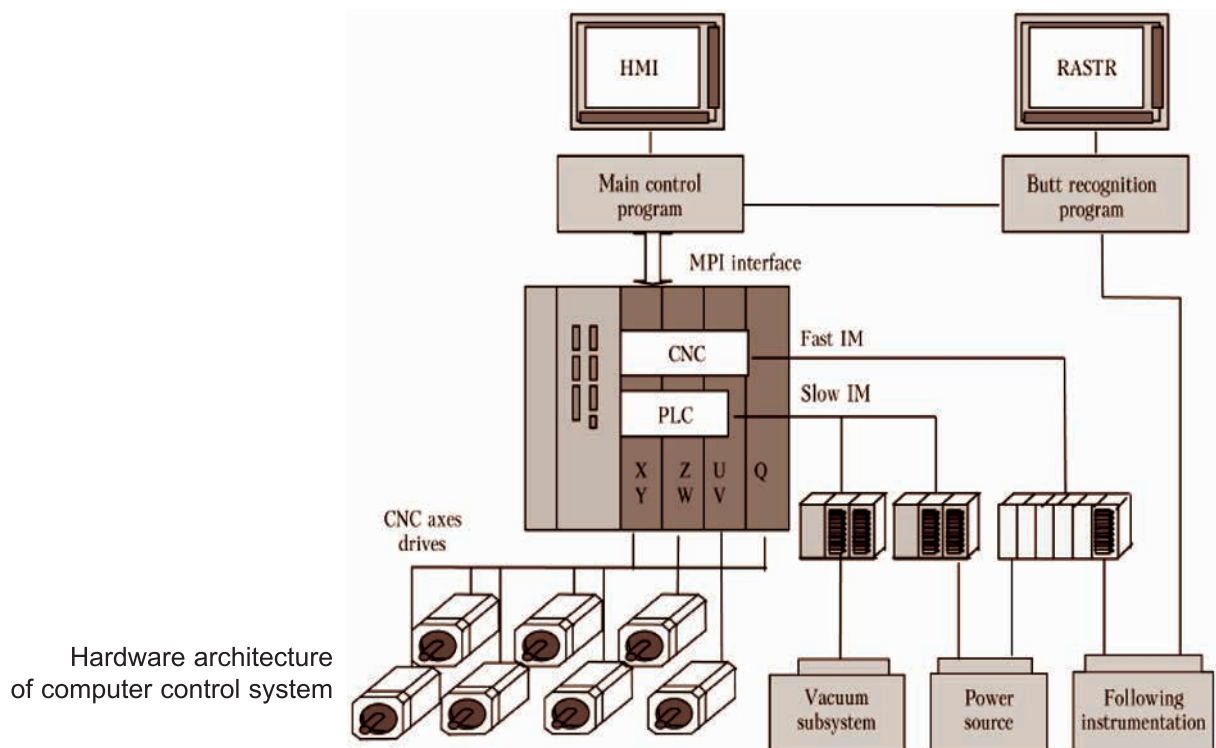 HMI
RASTR
Main control
program
Butt recognition
program
MPI interface
CNC
Fast IM
PLC
Slow IM
X Z U Q
Y W V
CNC axes
drives
Hardware architecture
of computer control system
Vacuum
subsystem
Power
source
Following
instrumentation